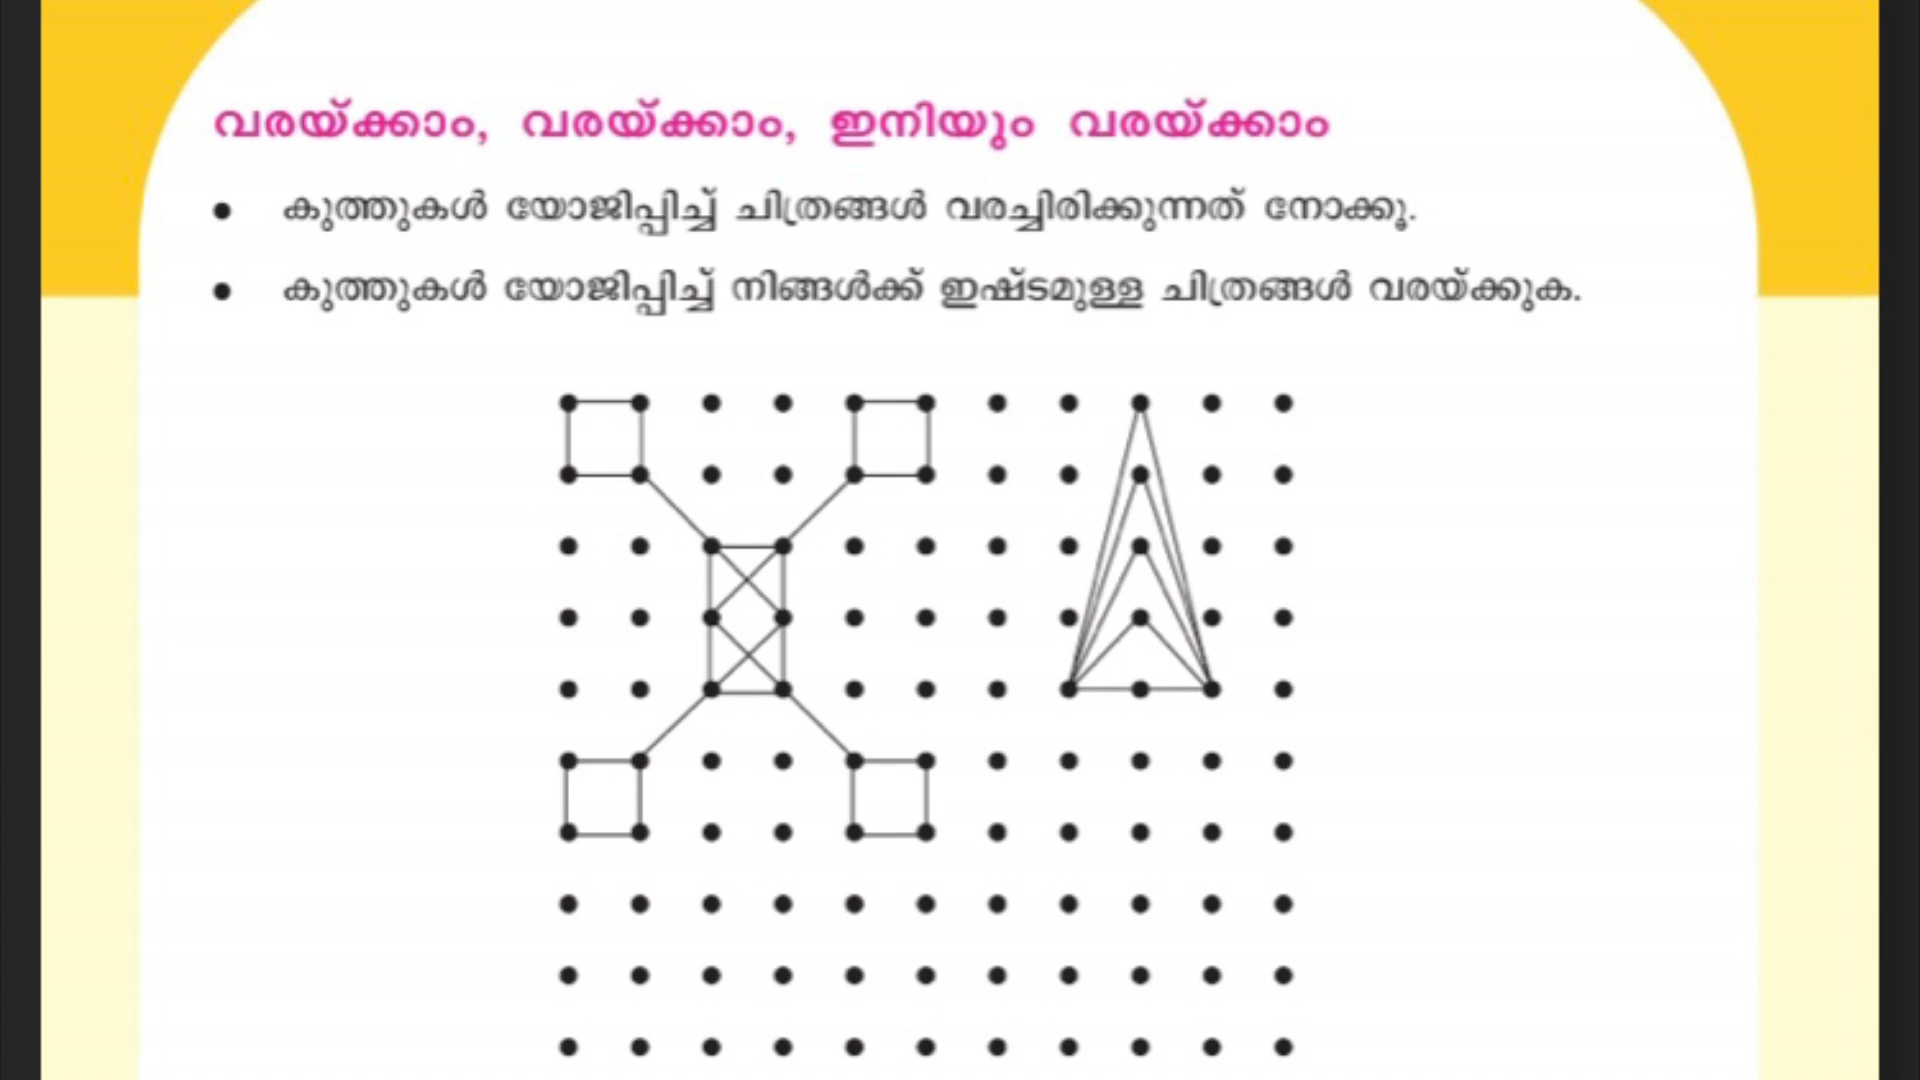 വരയ്ക്കാം, വരയ്ക്കാം, ഇനിയും വരയ്ക്കാം
• കുത്തുകൾ യോജിപ്പിച്ച് ചിത്രങ്ങൾ വരച്ചിരിക്കുന്നത് നോക്കൂ.
• കുത്തുകൾ യോജിപ്പിച്ച് നിങ്ങൾക്ക് ഇഷ്ടമുള്ള ചിത്രങ്ങൾ വരയ്ക്കുക.